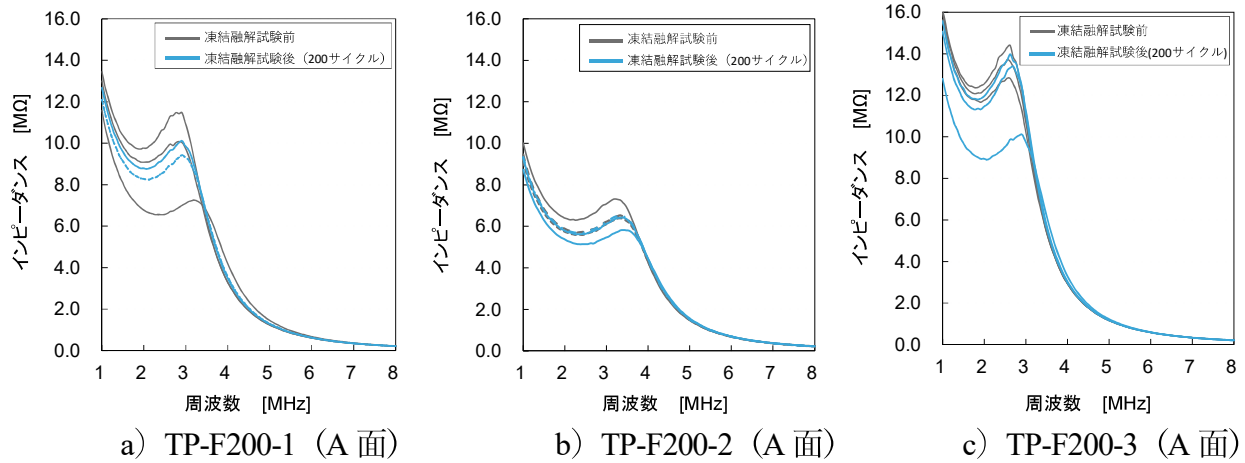 16.0
14.0
12.0
10.0
8.0
6.0
4.0
2.0
0.0
インピーダンス [MΩ]
凍結融解試験前
凍結融解試験後（200サイクル）
1 2 3 4 5 6 7 8
周波数 [MHz]
a）TP-F200-1（A 面）
16.0
14.0
12.0
10.0
8.0
6.0
4.0
2.0
0.0
インピーダンス [MΩ]
凍結融解試験前
凍結融解試験後（200サイクル）
1 2 3 4 5 6 7 8
周波数 [MHz]
b）TP-F200-2（A 面）
16.0
14.0
12.0
10.0
8.0
6.0
4.0
2.0
0.0
インピーダンス [MΩ]
凍結融解試験前
凍結融解試験後(200サイクル)
1 2 3 4 5 6 7 8
周波数 [MHz]
c）TP-F200-3（A 面）